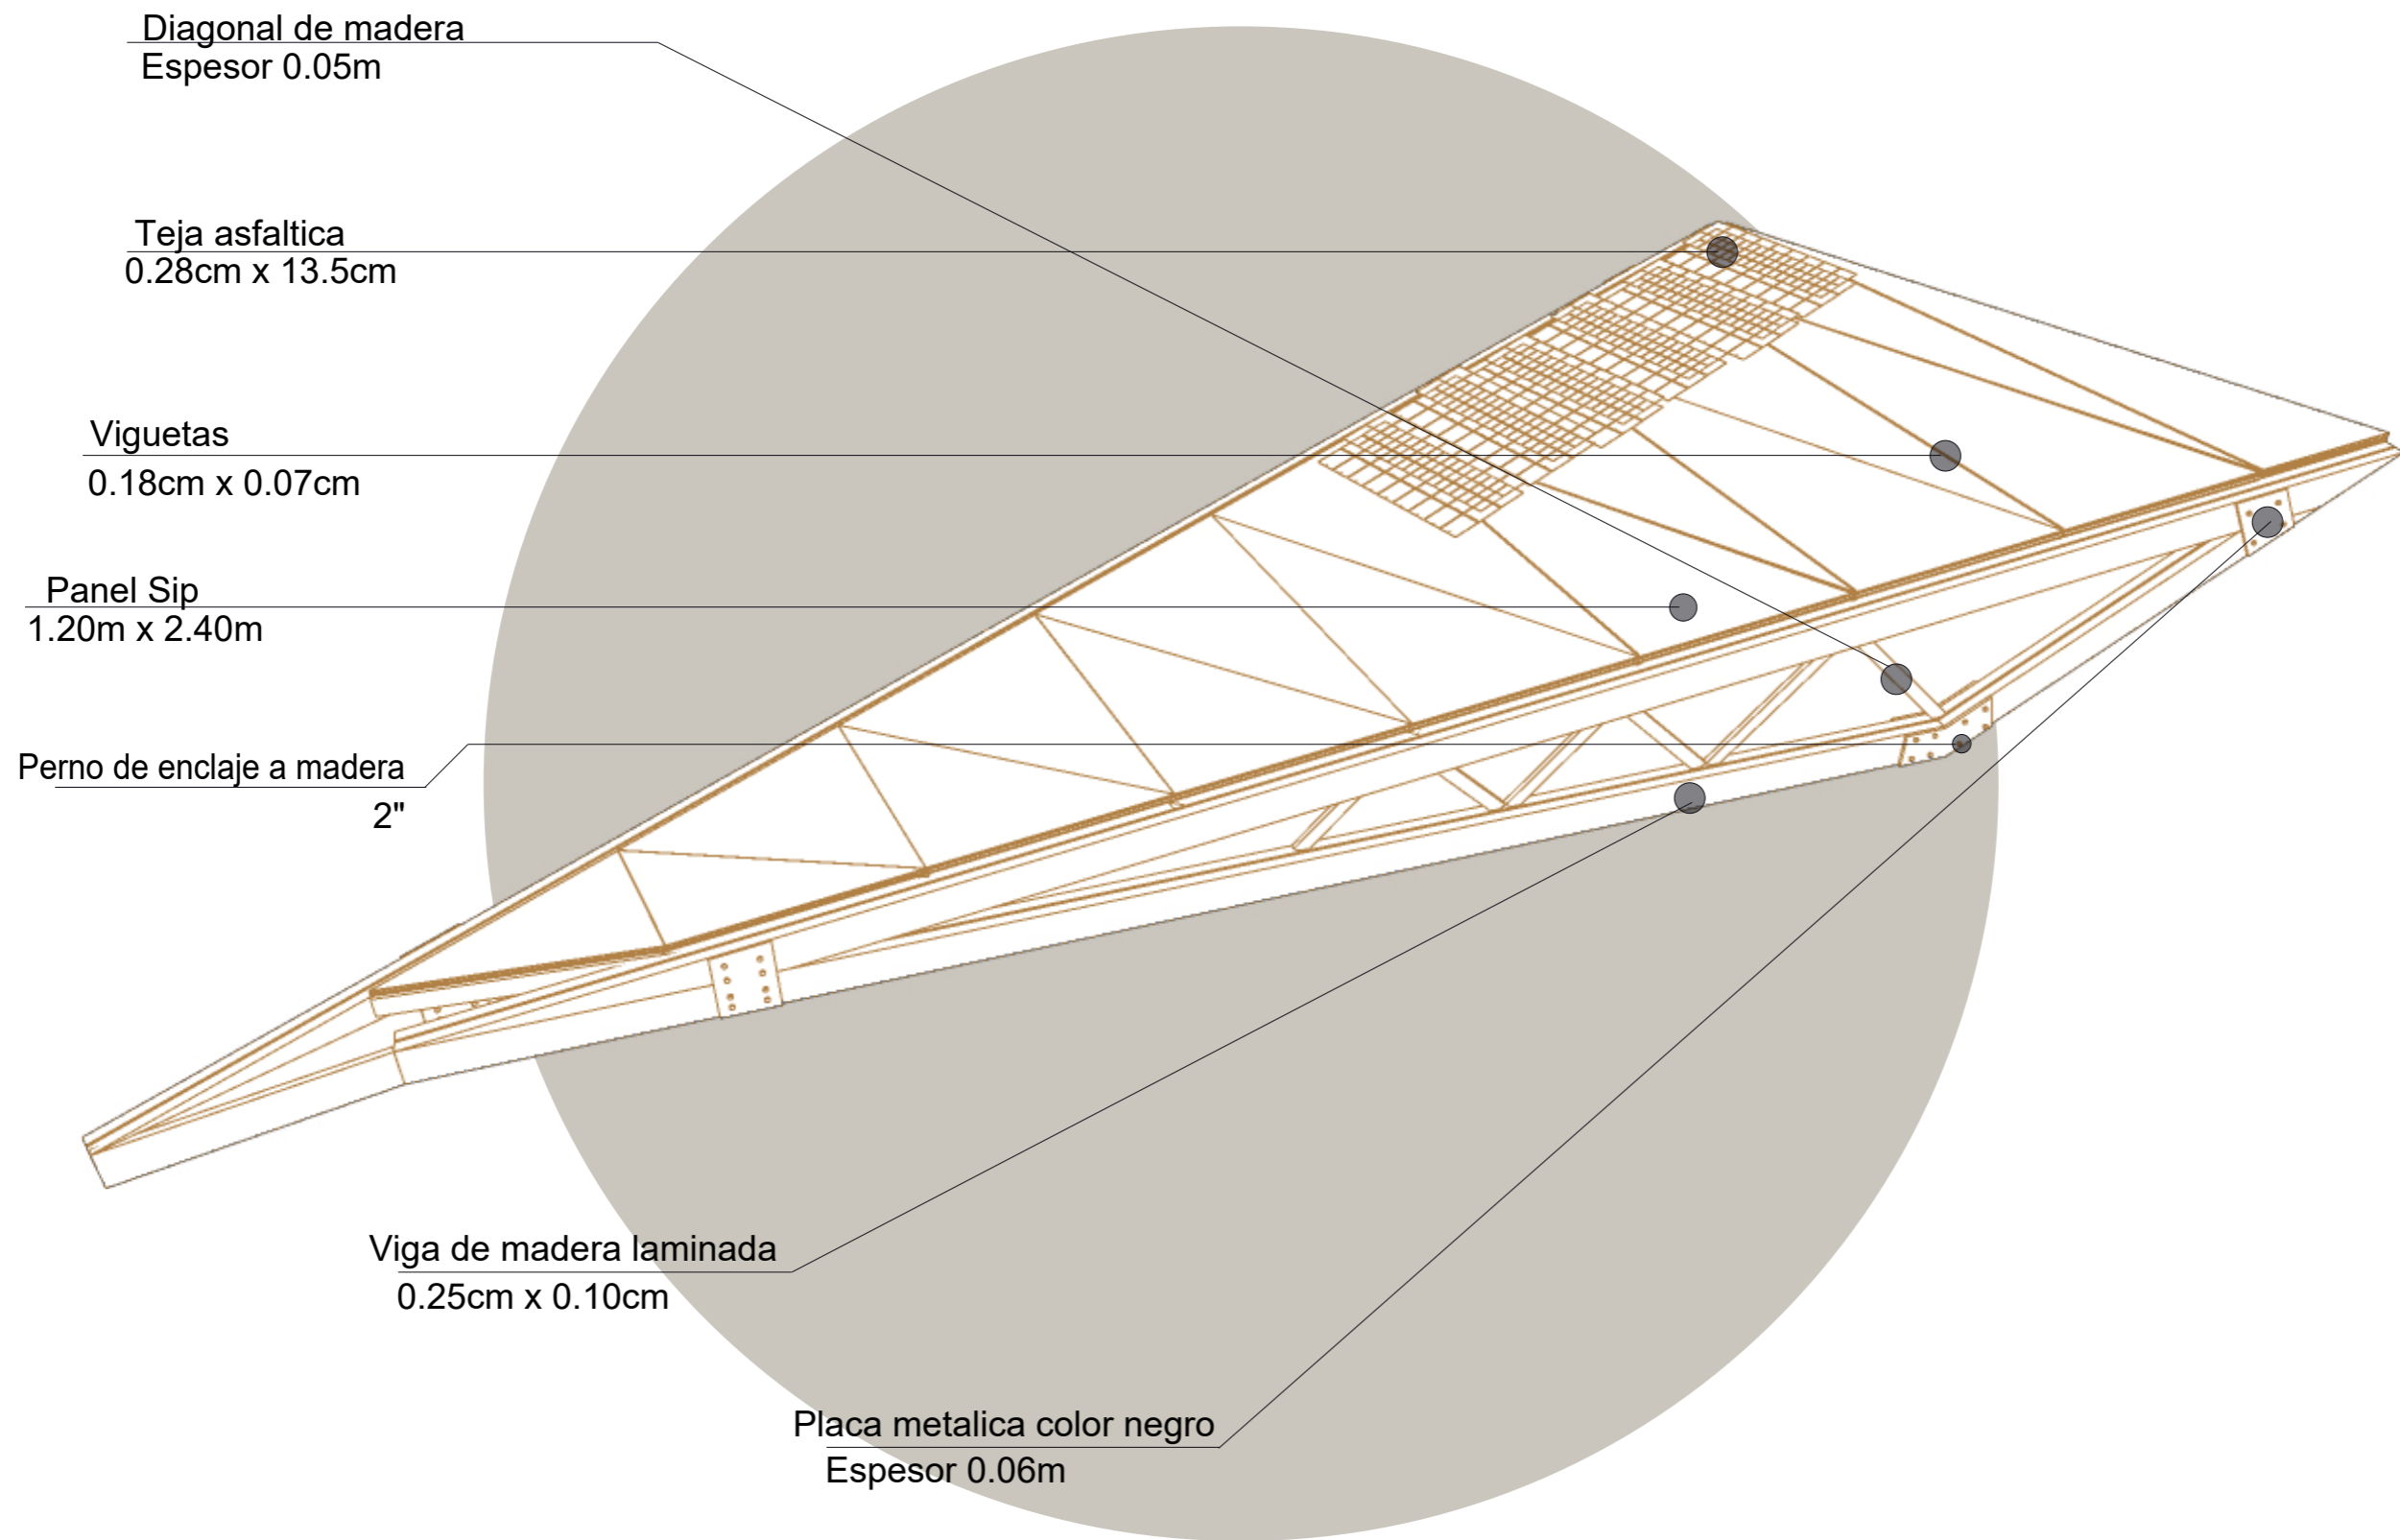 Diagonal de madera
Espesor 0.05m
Teja asfaltica
0.28cm x 13.5cm
Viguetas
0.18cm x 0.07cm
Panel Sip
1.20m x 2.40m
Perno de enclaje a madera
2"
Viga de madera laminada
0.25cm x 0.10cm
Placa metalica color negro
Espesor 0.06m